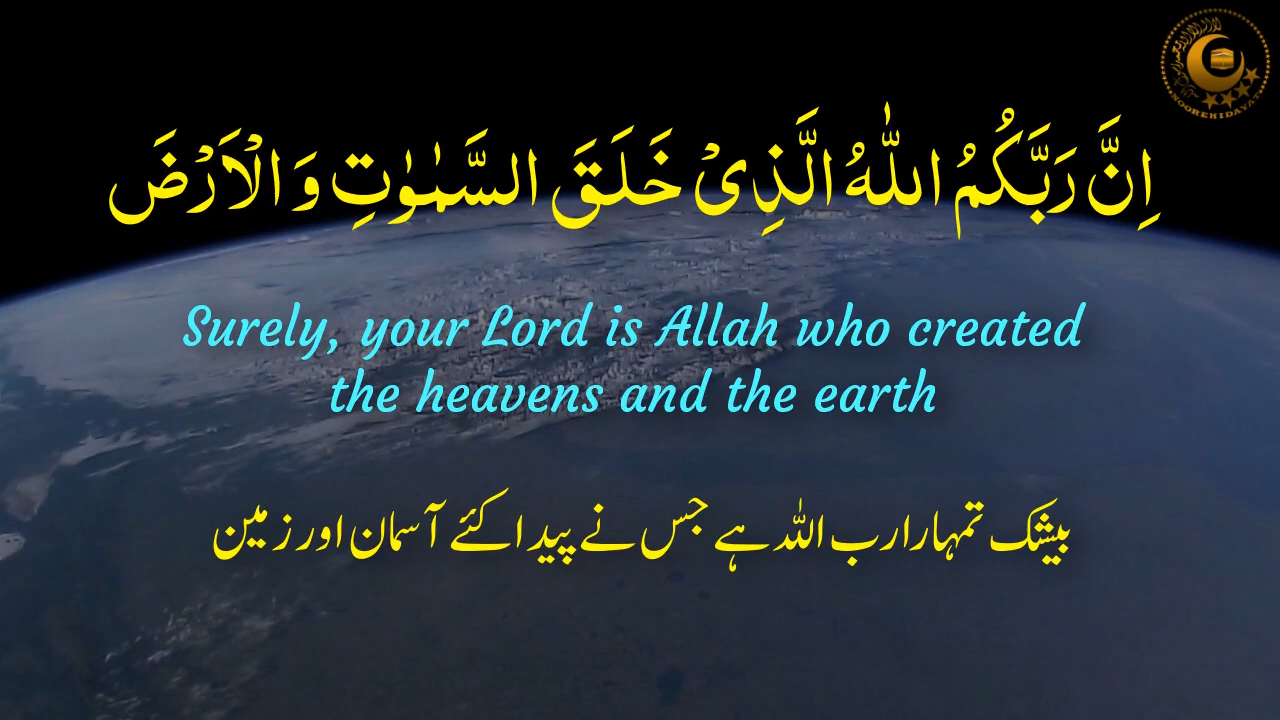 اِنَّ رَبَّكُمُ اللّٰهُ الَّذِىْ خَلَقَ السَّمٰوٰتِ وَ الْاَرْضَ
Surely, your Lord is Allah who created
the heavens and the earth
بیشک تمہارا رب اللہ ہے جس نے پیدا کئے آسمان اور زمین
NOOREHIDAYAT